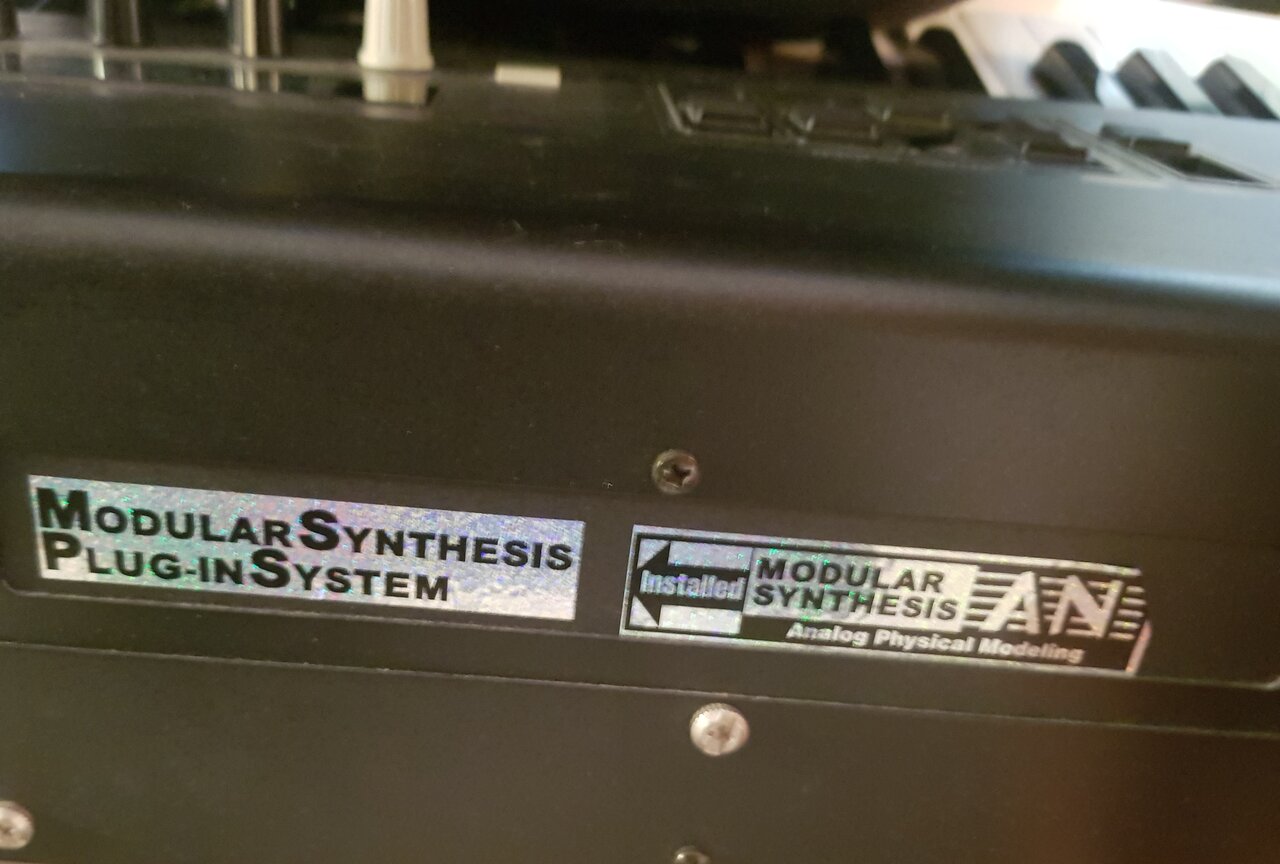 MODULAR SYNTHESIS
PLUG-IN SYSTEM
Installed
MODULAR
SYNTHESIS
AN
Analog Physical Modeling